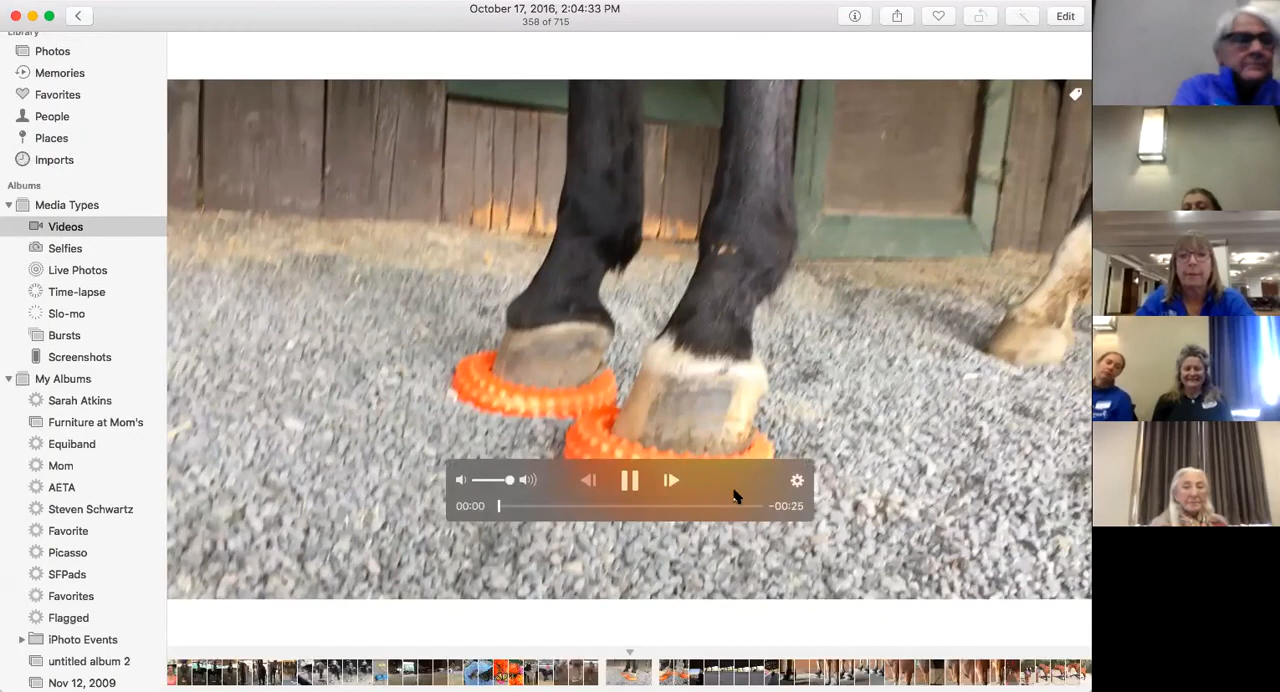 October 17, 2016, 2:04:33 PM
358 of 715
Edit
Library
Photos
Memories
Favorites
People
Places
Imports
Albums
Media Types
Videos
Selfies
Live Photos
Time-lapse
Slo-mo
Bursts
Screenshots
My Albums
Sarah Atkins
Furniture at Mom's
Equiband
Mom
AETA
Steven Schwartz
Favorite
Picasso
SFPads
Favorites
Flagged
iPhoto Events
untitled album 2
Nov 12, 2009
00:00
-00:25